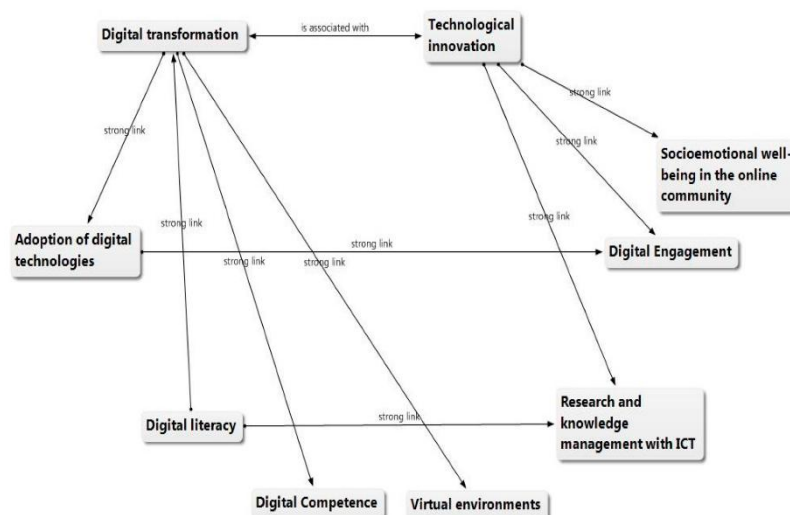 Digital transformation
is associated with
Technological
innovation
strong link
strong link
strong link
Socioemotional well-
being in the online
community
strong link
strong link
Adoption of digital
technologies
strong link
Digital Engagement
strong link
strong link
Digital literacy
strong link
Research and
knowledge
management with ICT
Digital Competence
Virtual environments